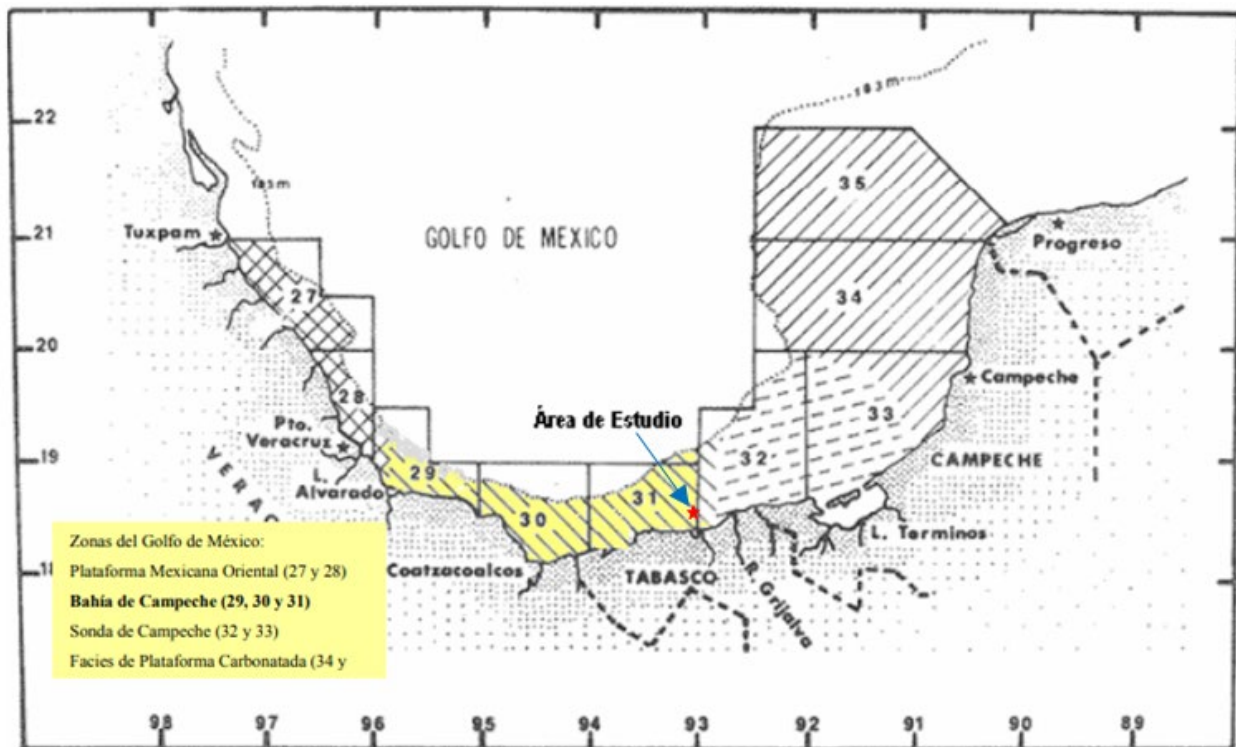 183m
22
35
183m
Tuxpam
21
GOLFO DE MEXICO
Progreso
27
34
20
Campeche
28
Área de Estudio
33
Pto.
Veracruz
32
19
CAMPECHE
29
L.
Alvarado
31
30
L. Terminos
Zonas del Golfo de México:
Plataforma Mexicana Oriental (27 y 28)
Bahía de Campeche (29, 30 y 31)
Sonda de Campeche (32 y 33)
Facies de Plataforma Carbonatada (34 y
18
Coatzacoalcos
TABASCO
R. Grijalva
98 97 96 95 94 93 92 91 90 89